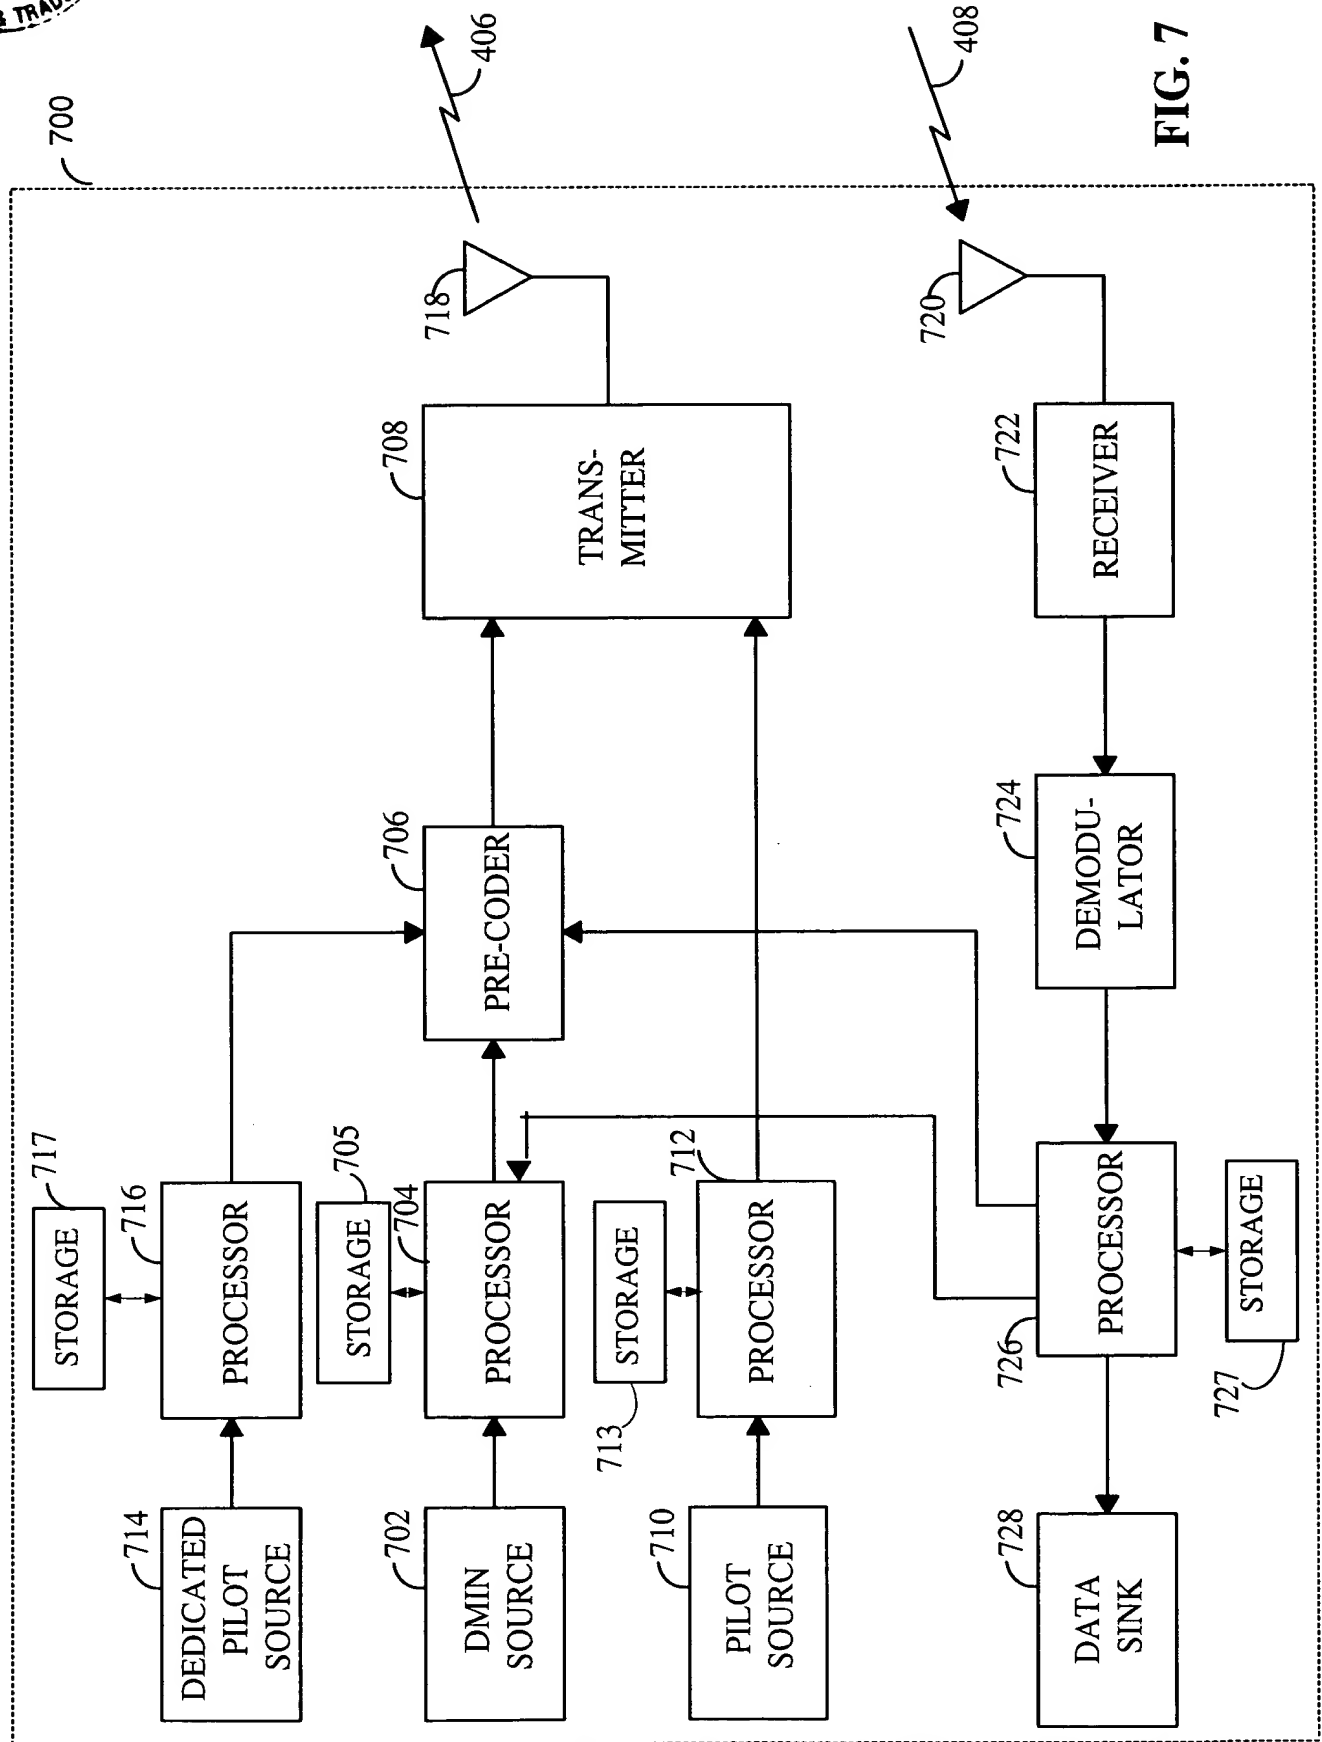 TRAD
700
406
408
FIG. 7
718
720
708
TRANS-
MITTER
722
RECEIVER
706
PRE-CODER
724
DEMODU-
LATOR
717
STORAGE
716
PROCESSOR
705
STORAGE
704
PROCESSOR
712
713
STORAGE
PROCESSOR
726
PROCESSOR
727
STORAGE
714
DEDICATED
PILOT
SOURCE
702
DMIN
SOURCE
710
PILOT
SOURCE
728
DATA
SINK